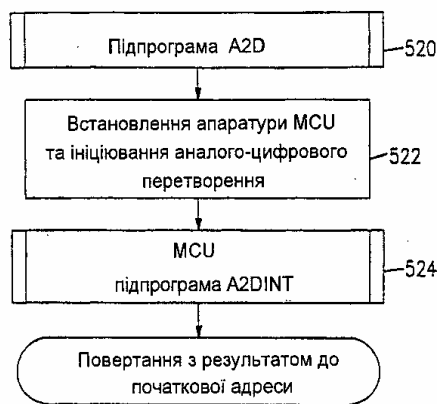 Підпрограма A2D
520
Встановлення апаратури MCU
та ініціювання аналого-цифрового
перетворення
522
MCU
підпрограма A2DINT
524
Повертання з результатом до
початкової адреси